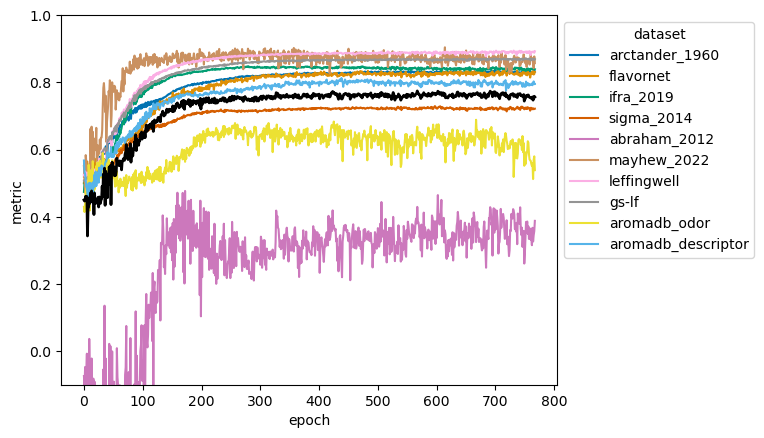 1.0
0.8
0.6
0.4
0.2
0.0
metric
0 100 200 300 400 500 600 700 800
epoch
dataset
arctander_1960
flavornet
ifra_2019
sigma_2014
abraham_2012
mayhew_2022
leffingwell
gs-lf
aromadb_odor
aromadb_descriptor